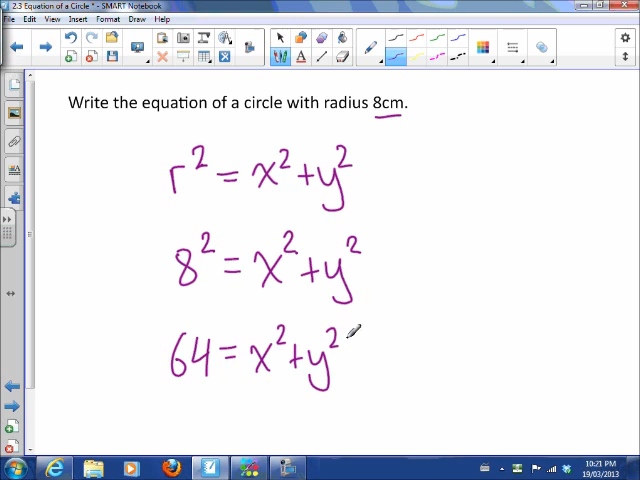 2.3 Equation of a Circle * - SMART Notebook
File Edit View Insert Format Draw Help
Write the equation of a circle with radius 8cm.
r² = x² + y²
8² = x² + y²
64 = x² + y²
10:21 PM
19/03/2013